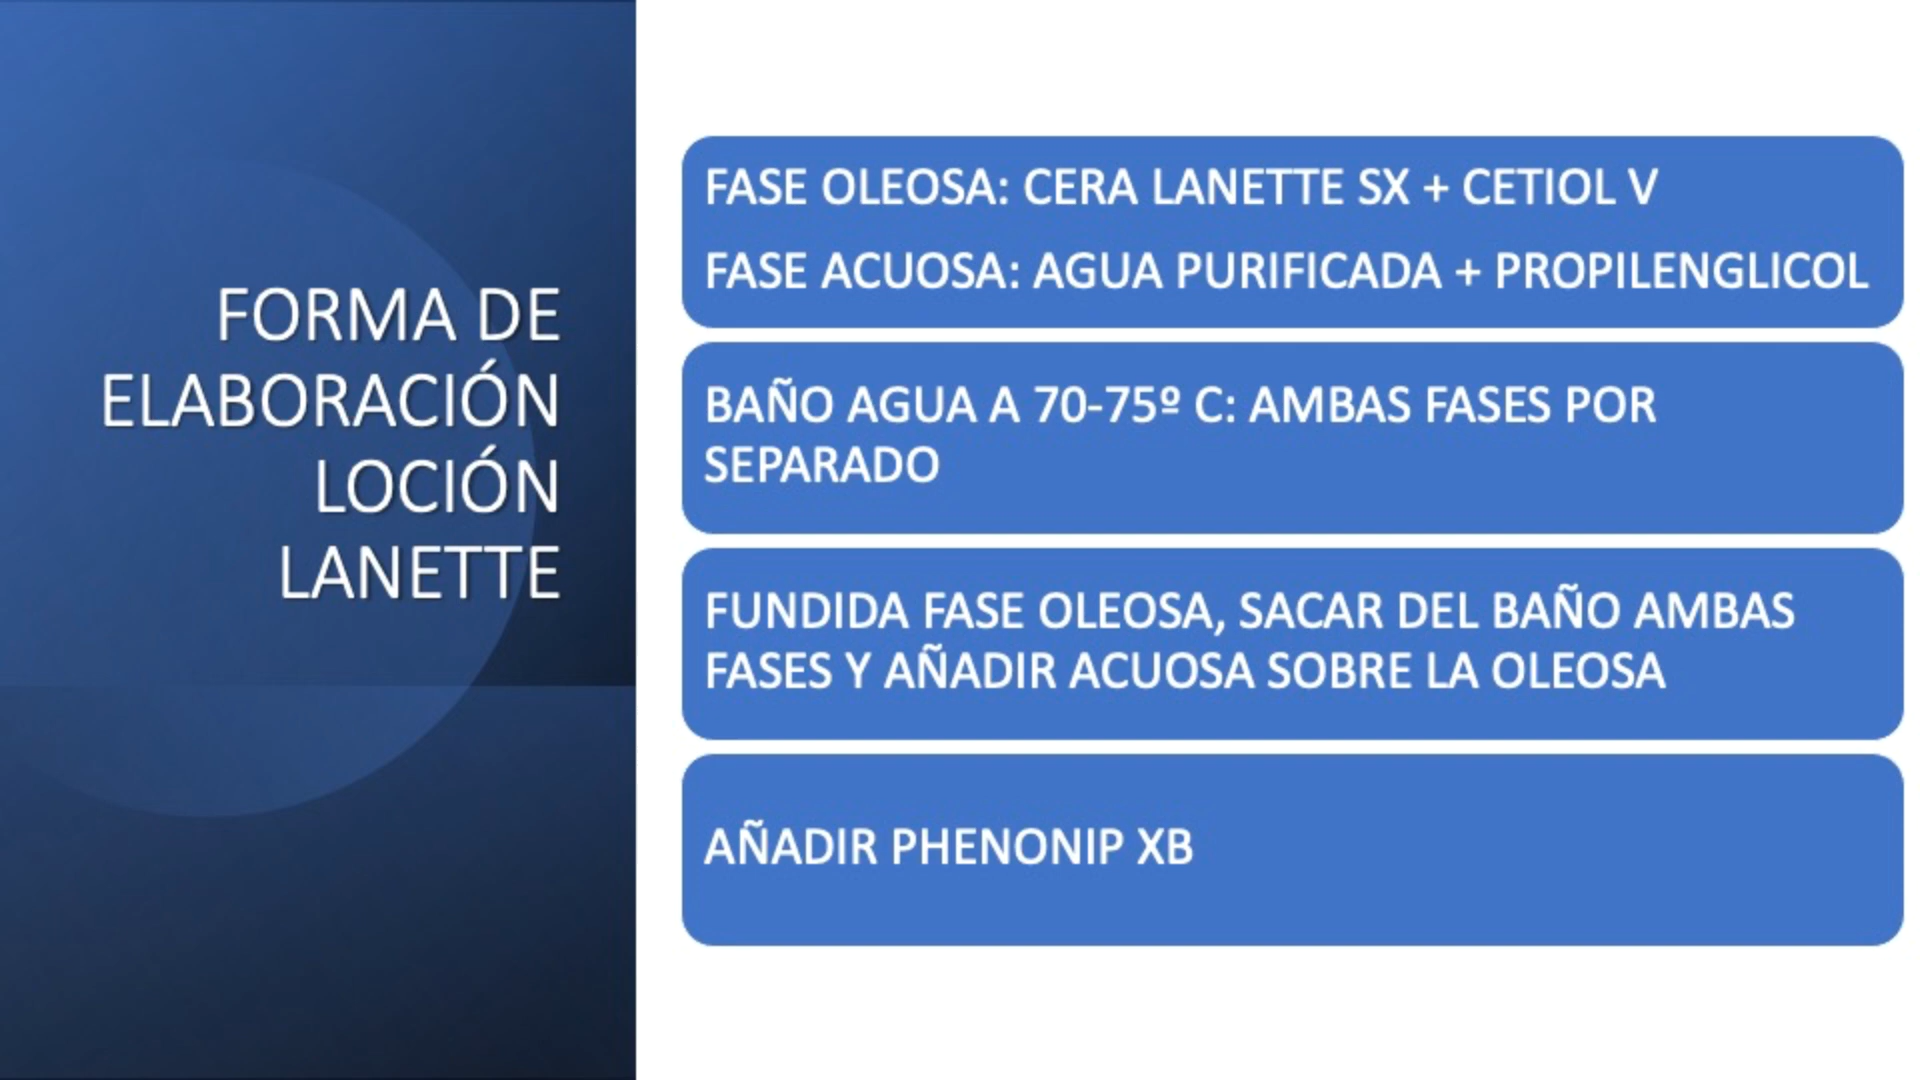 FORMA DE
ELABORACIÓN
LOCIÓN
LANETTE
FASE OLEOSA: CERA LANETTE SX + CETIOL V
FASE ACUOSA: AGUA PURIFICADA + PROPILENGLICOL
BAÑO AGUA A 70-75º C: AMBAS FASES POR
SEPARADO
FUNDIDA FASE OLEOSA, SACAR DEL BAÑO AMBAS
FASES Y AÑADIR ACUOSA SOBRE LA OLEOSA
AÑADIR PHENONIP XB